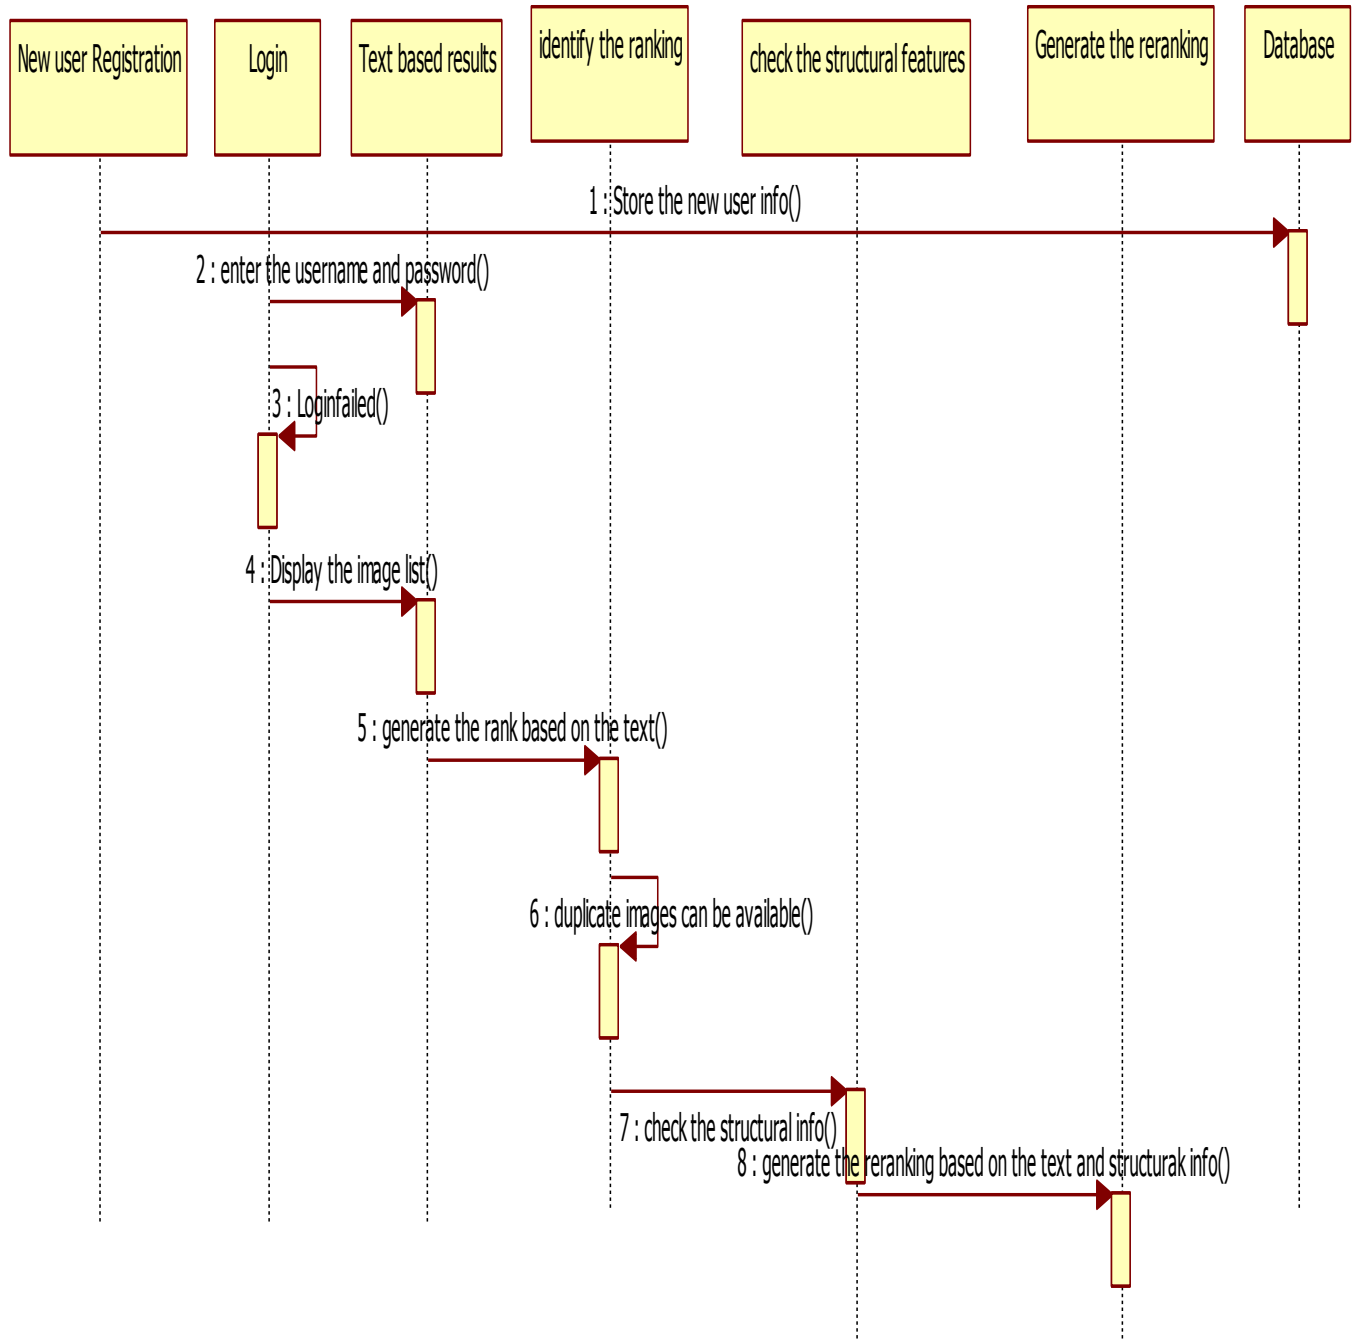 New user Registration
Login
Text based results
identify the ranking
check the structural features
Generate the reranking
Database
1 : Store the new user info()
2 : enter the username and password()
3 : Loginfailed()
4 : Display the image list()
5 : generate the rank based on the text()
6 : duplicate images can be available()
7 : check the structural info()
8 : generate the reranking based on the text and structurak info()